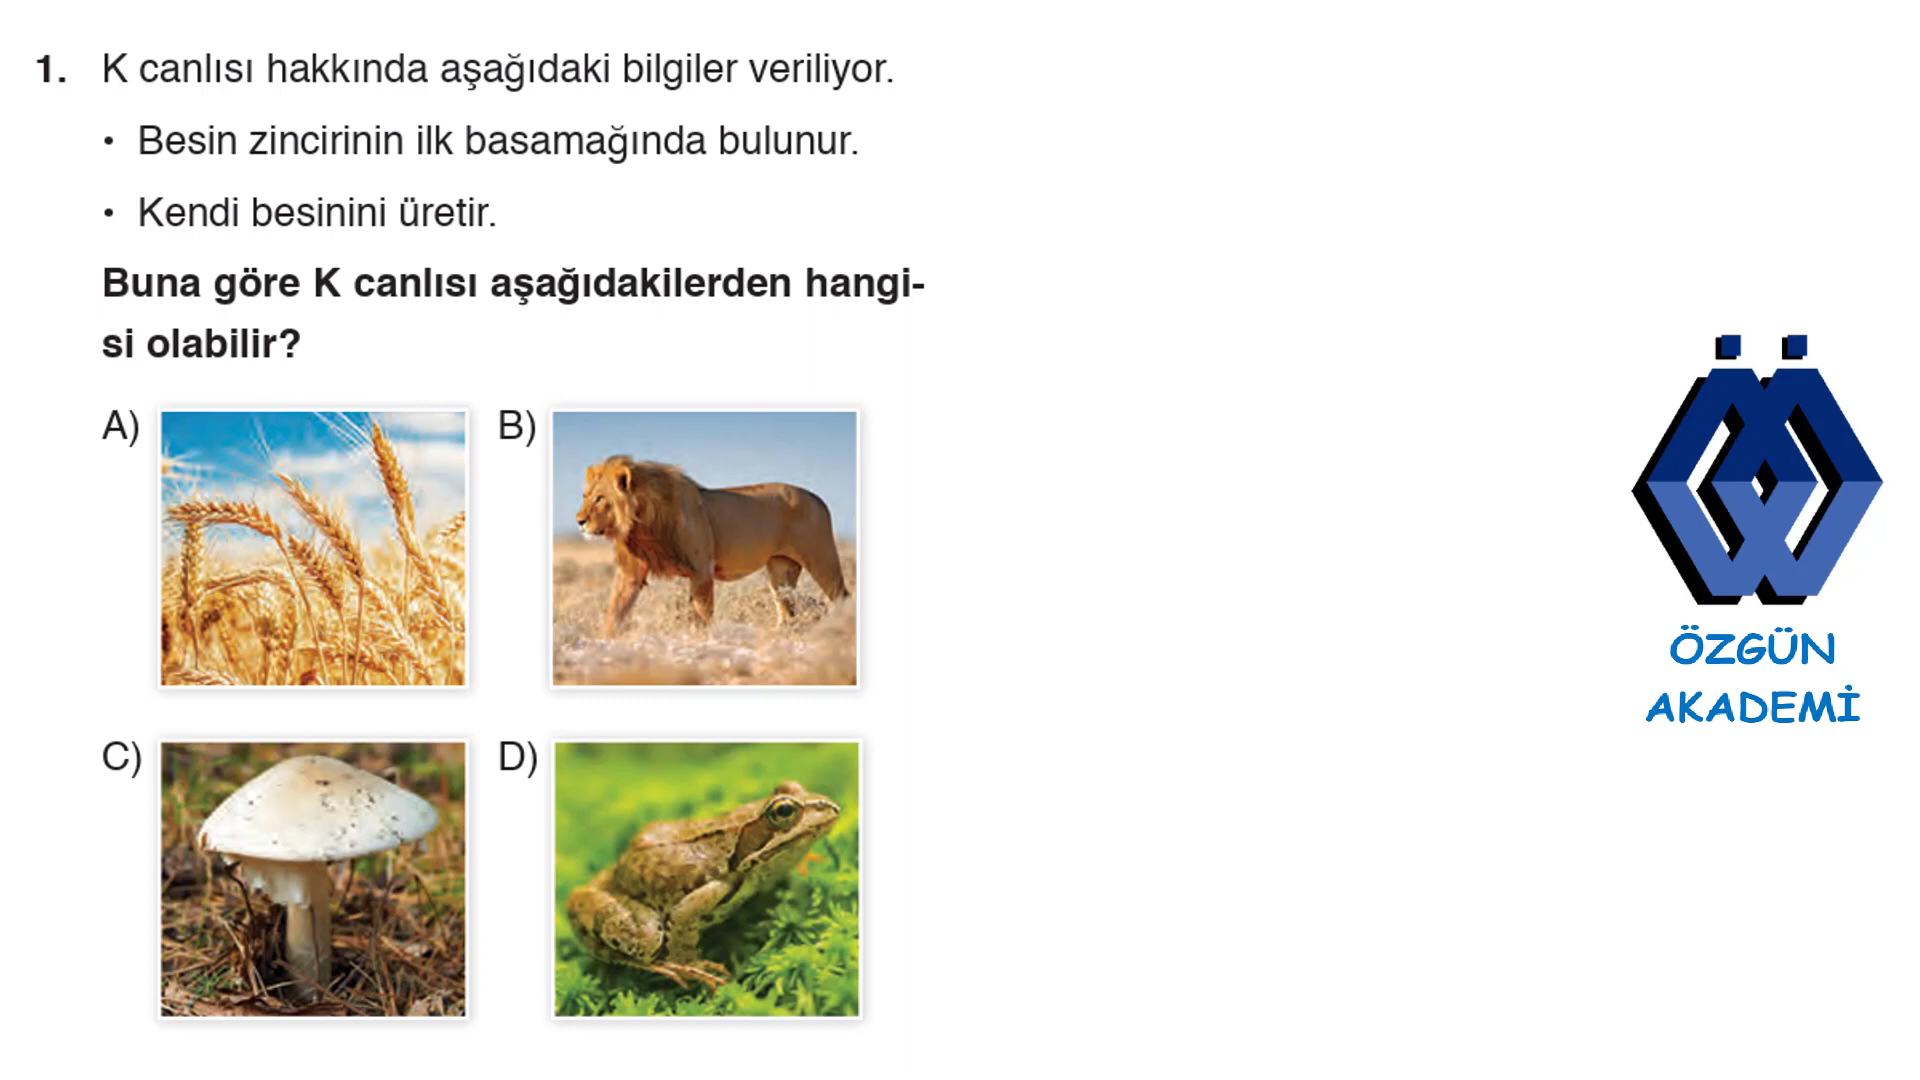 1. K canlısı hakkında aşağıdaki bilgiler veriliyor.
• Besin zincirinin ilk basamağında bulunur.
• Kendi besinini üretir.
Buna göre K canlısı aşağıdakilerden hangi-
si olabilir?
A)
B)
C)
D)
ÖZGÜN
AKADEMİ